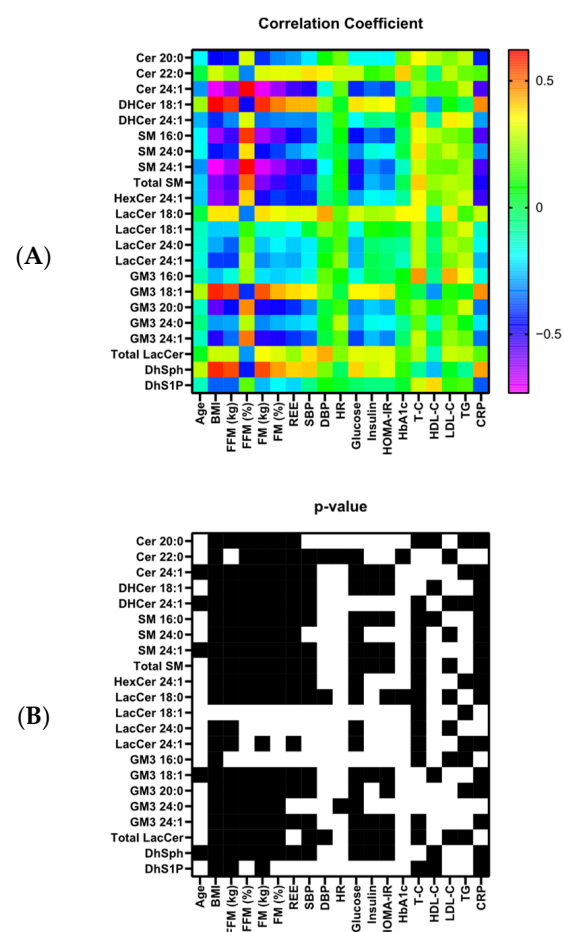 Correlation Coefficient
(A)
Cer 20:0
Cer 22:0
Cer 24:1
DHCer 18:1
DHCer 24:1
SM 16:0
SM 24:0
SM 24:1
Total SM
HexCer 24:1
LacCer 18:0
LacCer 18:1
LacCer 24:0
LacCer 24:1
GM3 16:0
GM3 18:1
GM3 20:0
GM3 24:0
GM3 24:1
Total LacCer
DhSph
DhS1P
Age
BMI
FFM (kg)
FFM (%)
FM (kg)
FM (%)
REE
SBP
DBP
HR
Glucose
Insulin
HOMA-IR
HbA1c
T-C
HDL-C
LDL-C
TG
CRP
0.5
0
−0.5
p-value
(B)
Cer 20:0
Cer 22:0
Cer 24:1
DHCer 18:1
DHCer 24:1
SM 16:0
SM 24:0
SM 24:1
Total SM
HexCer 24:1
LacCer 18:0
LacCer 18:1
LacCer 24:0
LacCer 24:1
GM3 16:0
GM3 18:1
GM3 20:0
GM3 24:0
GM3 24:1
Total LacCer
DhSph
DhS1P
Age
BMI
FFM (kg)
FFM (%)
FM (kg)
FM (%)
REE
SBP
DBP
HR
Glucose
Insulin
HOMA-IR
HbA1c
T-C
HDL-C
LDL-C
TG
CRP